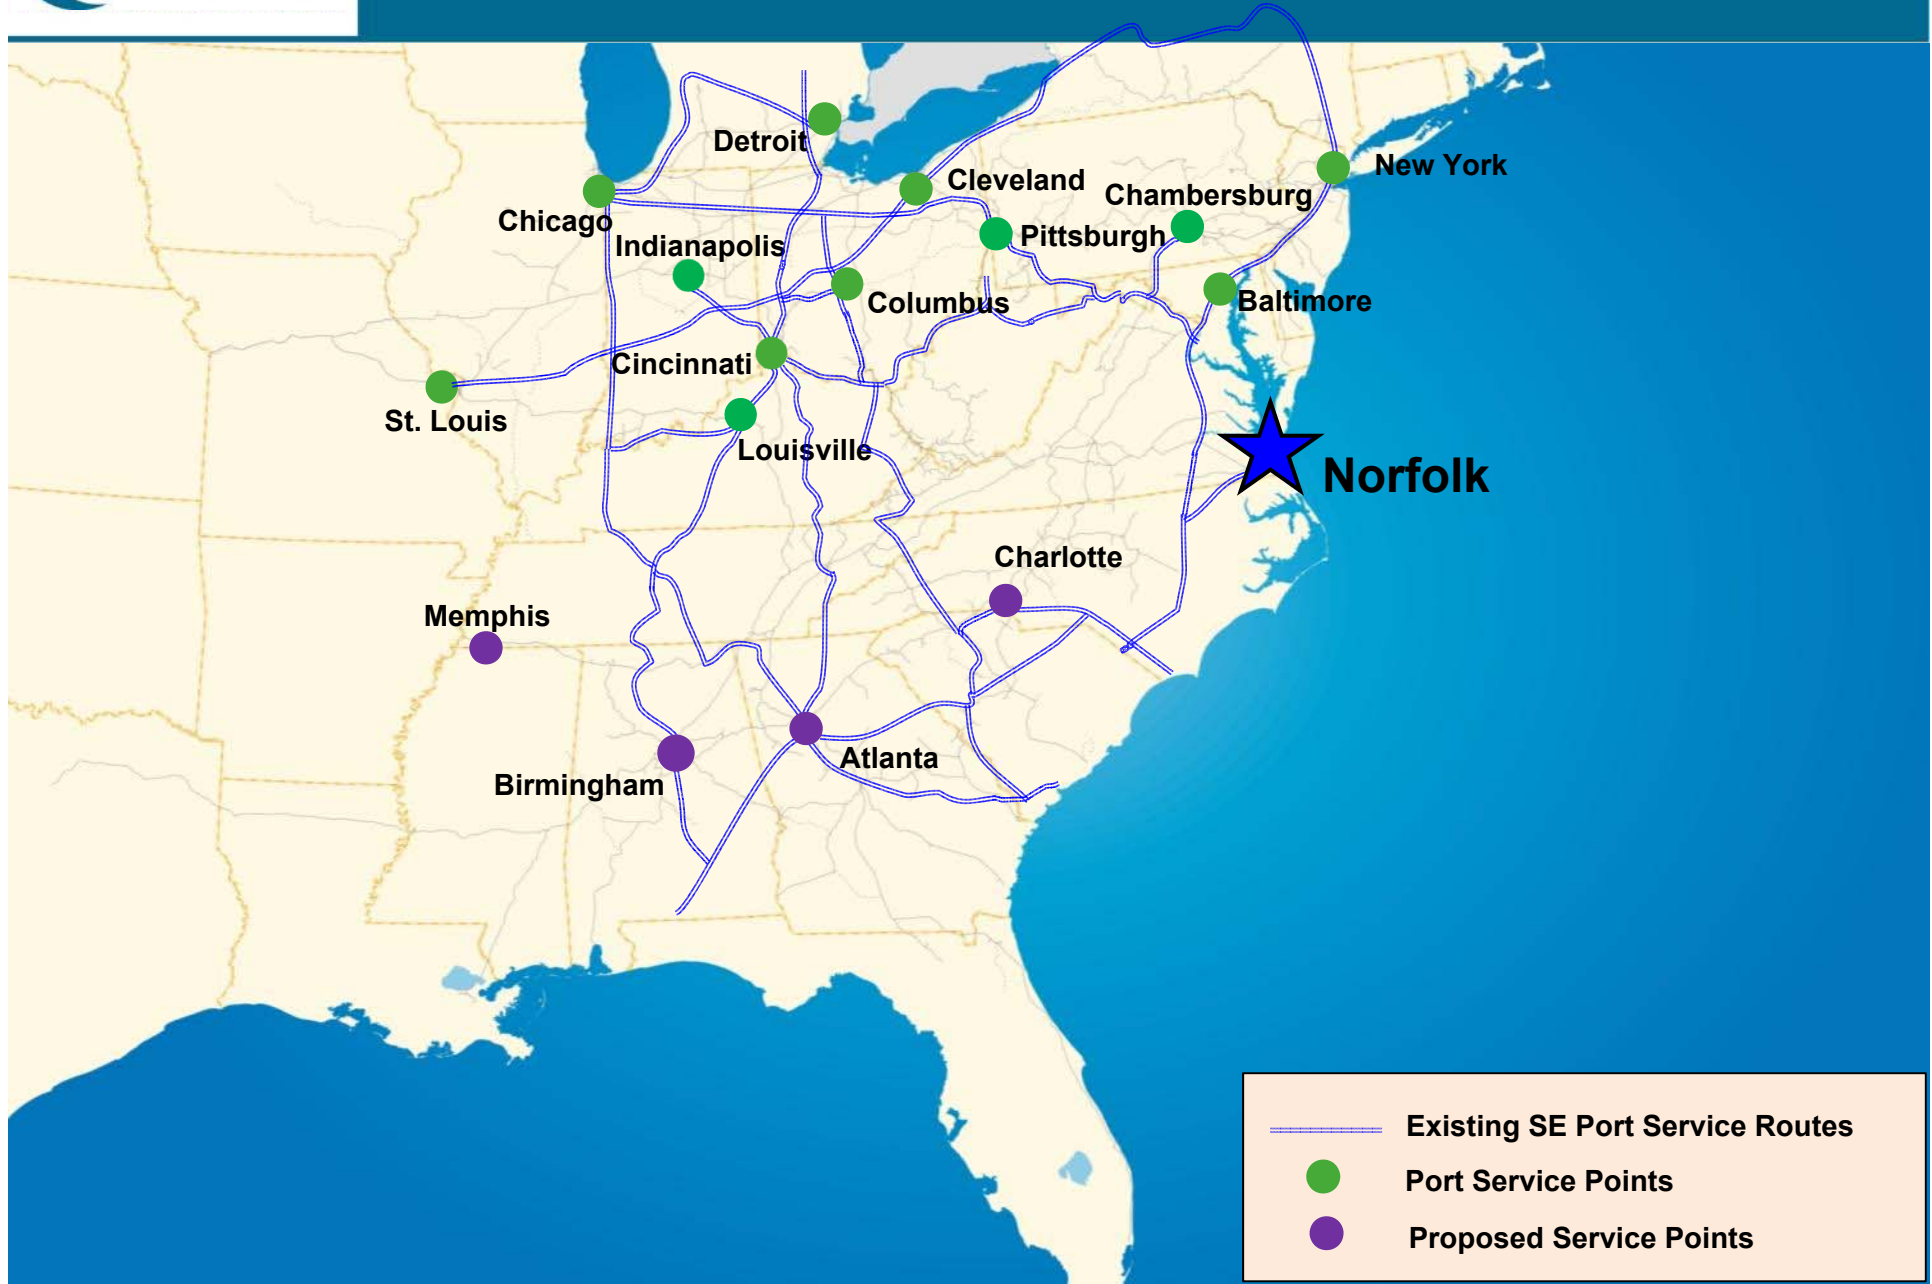 Detroit
New York
Cleveland
Chambersburg
Chicago
Indianapolis
Pittsburgh
Columbus
Baltimore
Cincinnati
St. Louis
Louisville
Norfolk
Charlotte
Memphis
Atlanta
Birmingham
Existing SE Port Service Routes
Port Service Points
Proposed Service Points